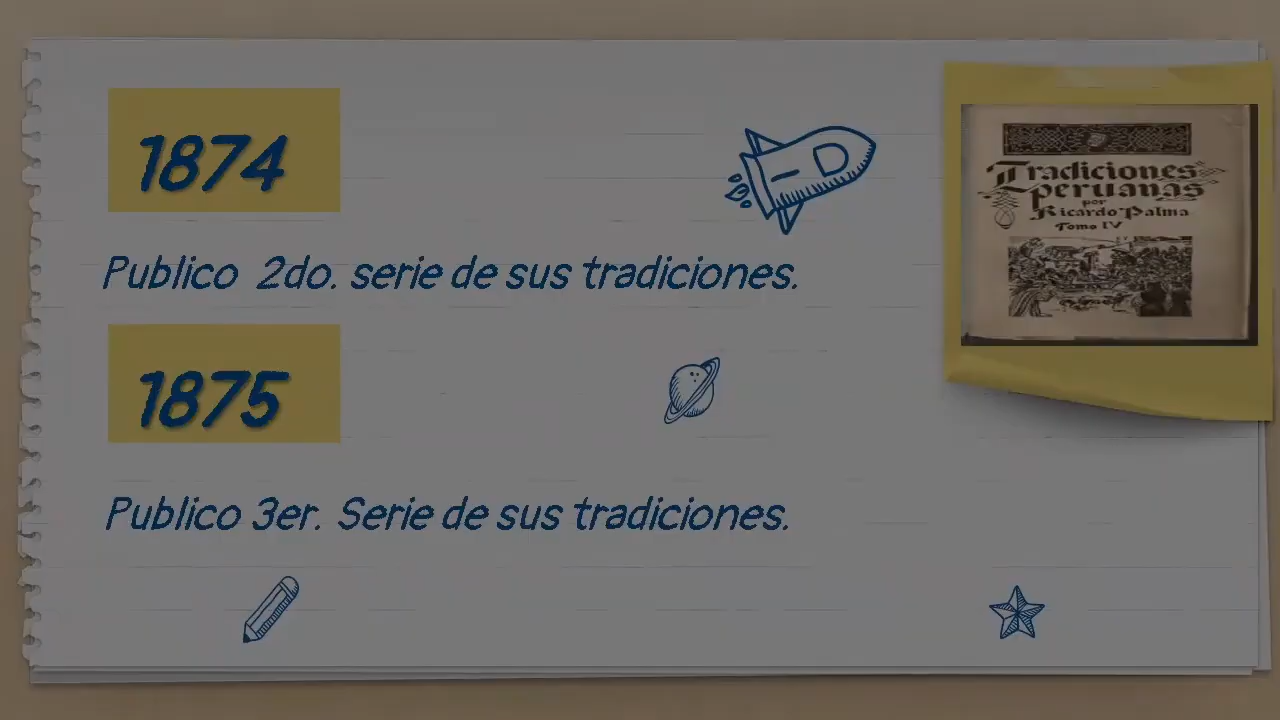 1874
Publico 2do. serie de sus tradiciones.
1875
Publico 3er. Serie de sus tradiciones.
Tradiciones
peruanas
por
Ricardo Palma
Tomo IV